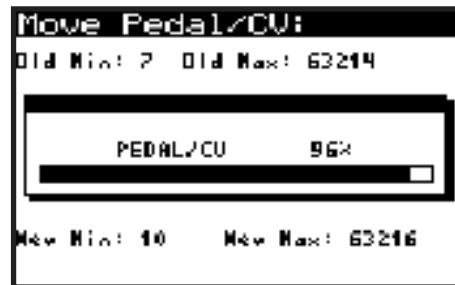 Move Pedal/CV:
Old Min: 7 Old Max: 63214
PEDAL/CV 96%
New Min: 10 New Max: 63216